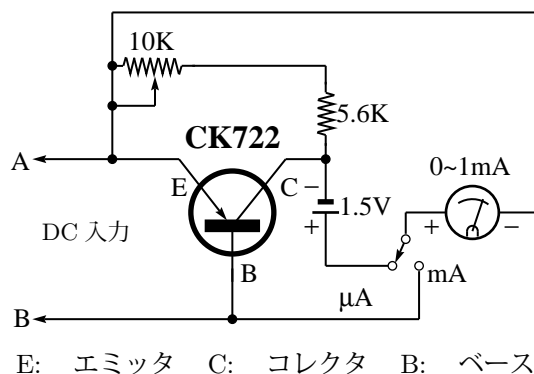 10K
5.6K
CK722
0~1mA
A
E
C
−
1.5V
+
+
−
DC 入力
B
mA
µA
B
E: エミッタ C: コレクタ B: ベース